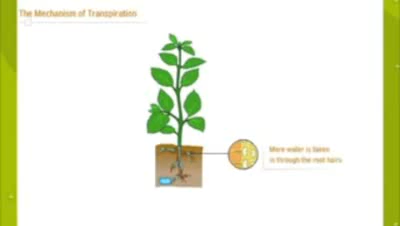 The Mechanism of Transpiration
More water is taken
in through the root hairs